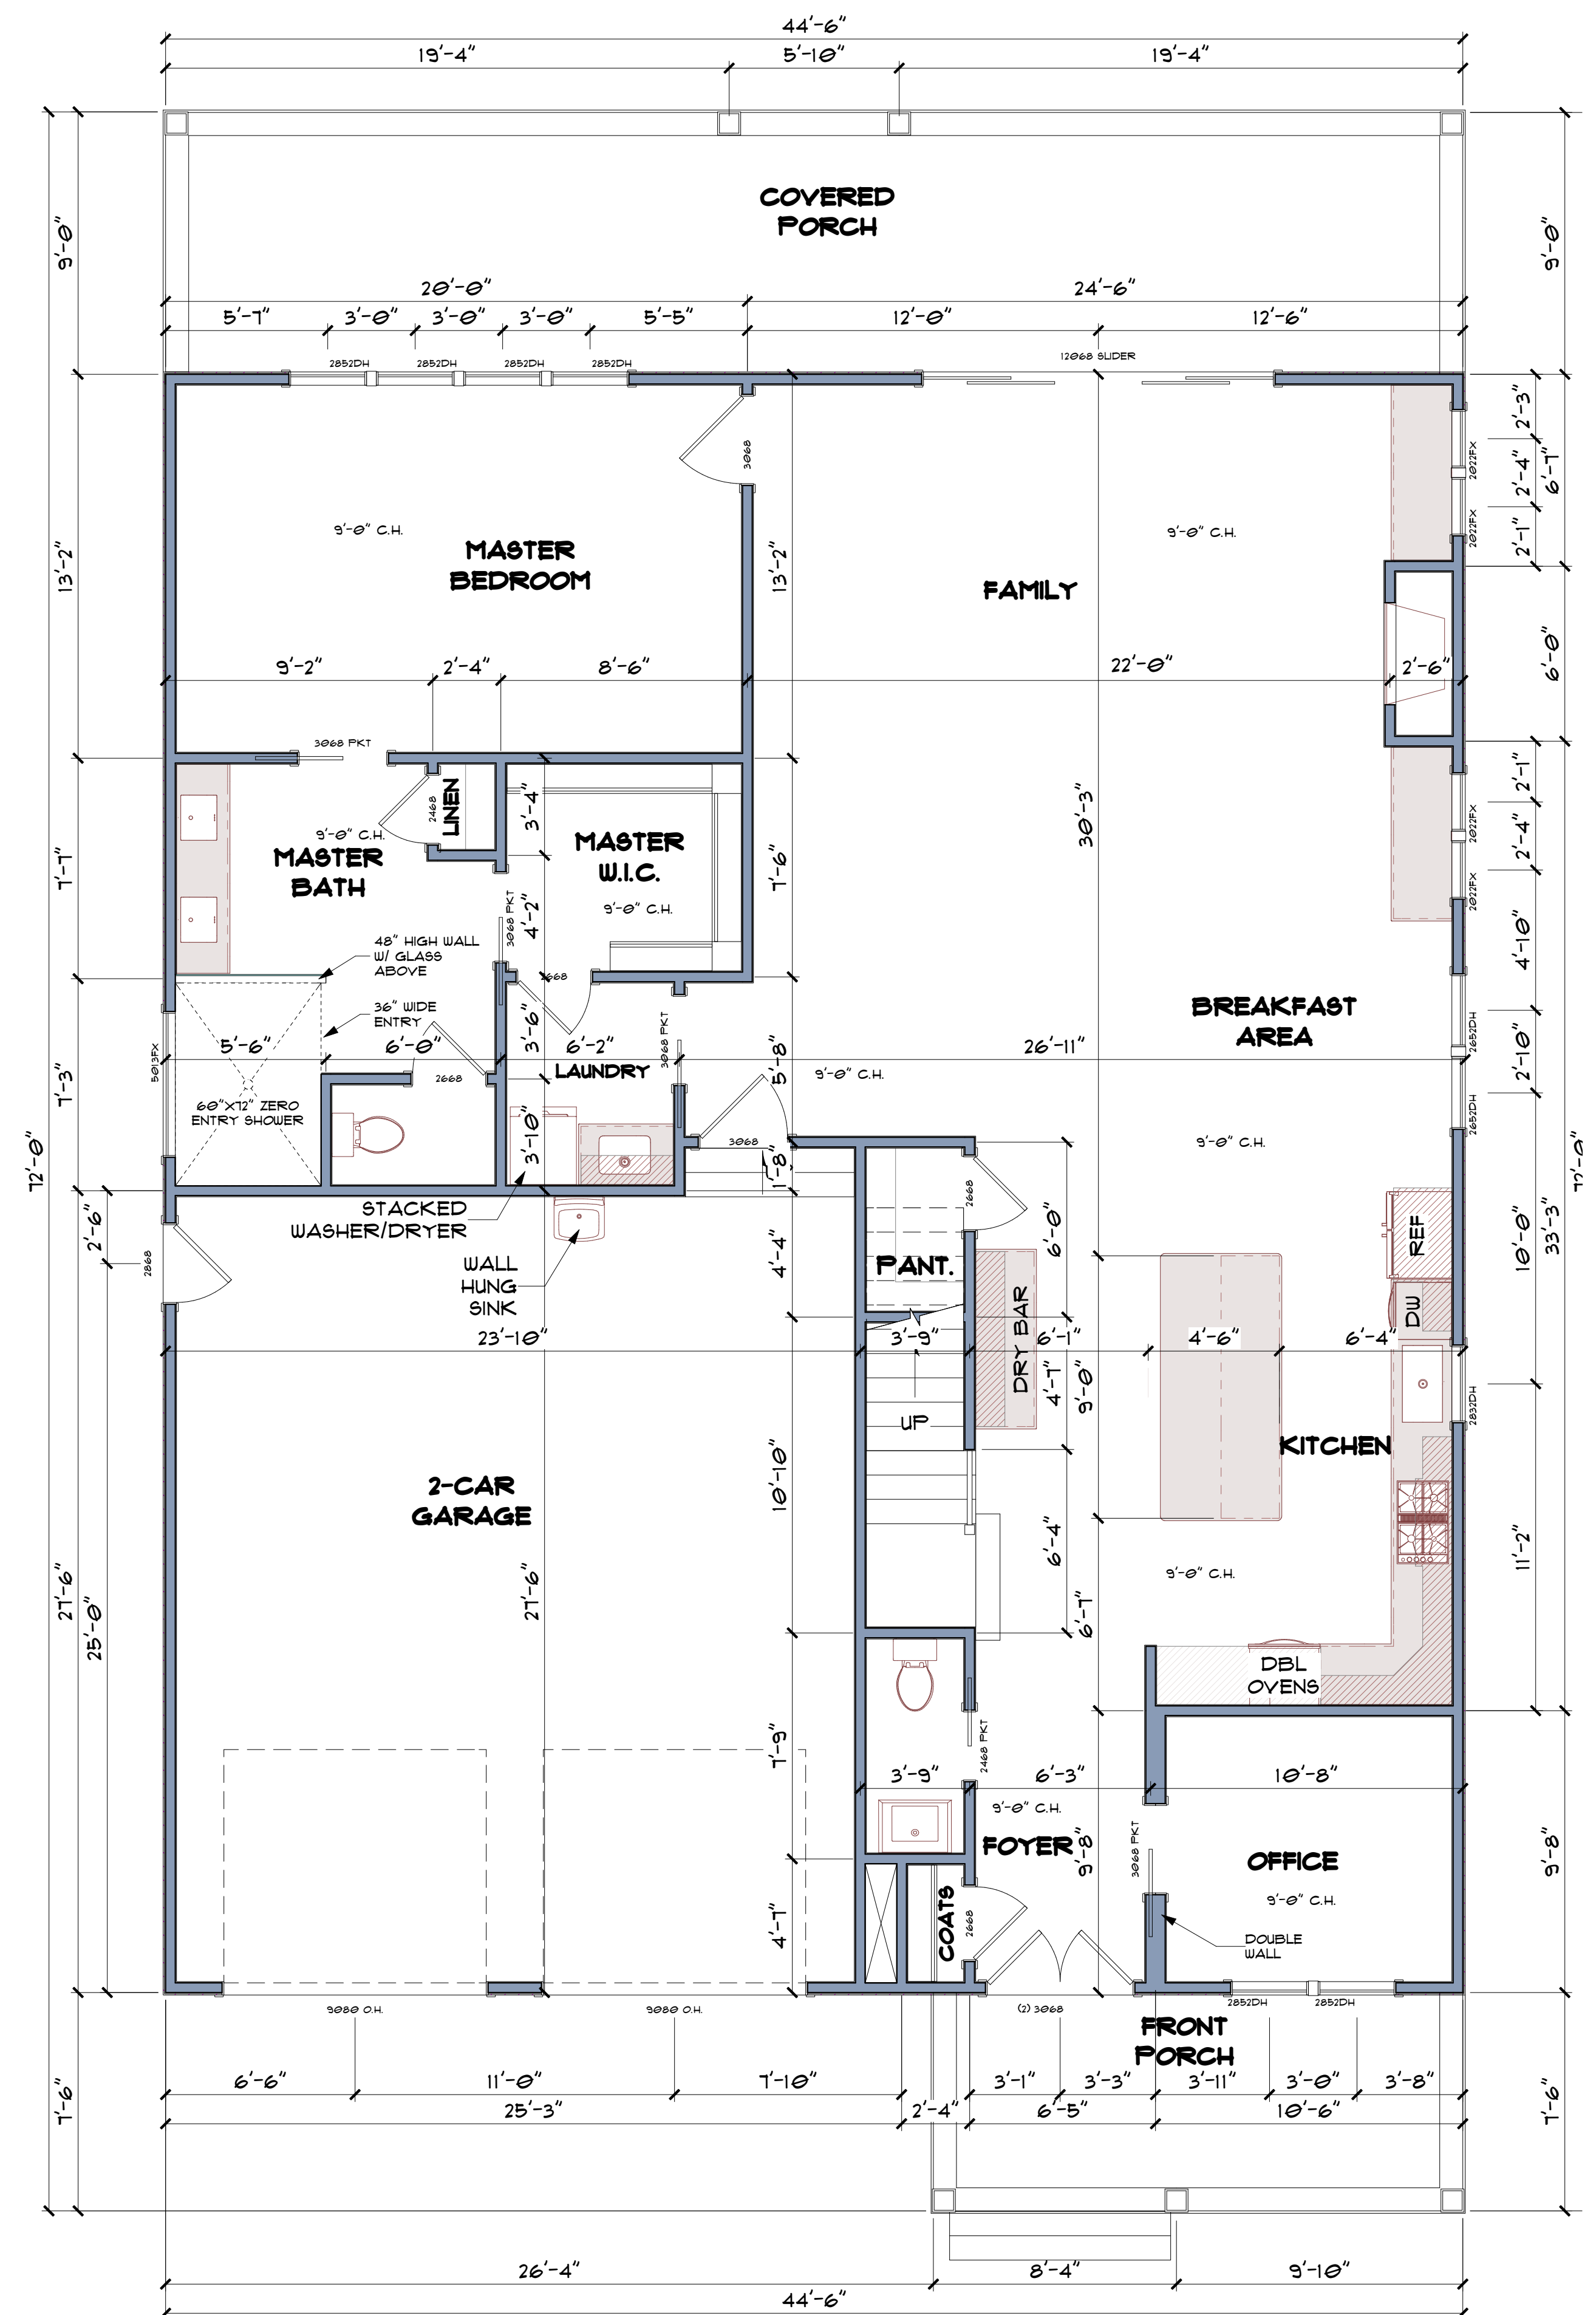 44'-6"
19'-4" 5'-10" 19'-4"
COVERED
PORCH
9'-0"
9'-0"
20'-0" 24'-6"
5'-7" 3'-0" 3'-0" 3'-0" 5'-5" 12'-0" 12'-6"
2852DH 2852DH 2852DH 2852DH
12068 SLIDER
2'-3"
2022FX
2'-4"
6'-7"
2022FX
2'-1"
3068
9'-0" C.H.
MASTER
BEDROOM
13'-2"
13'-2"
9'-0" C.H.
FAMILY
9'-2" 2'-4" 8'-6" 22'-0" 2'-6"
6'-0"
3068 PKT
2468
LINEN
3'-4"
9'-0" C.H.
MASTER
BATH
MASTER
W.I.C.
9'-0" C.H.
7'-7"
7'-6"
30'-3"
2'-1"
2022FX
2'-4"
2022FX
4'-10"
3068 PKT
4'-2"
48" HIGH WALL
W/ GLASS
ABOVE
36" WIDE
ENTRY
2668
3'-6"
3068 PKT
BREAKFAST
AREA
2652DH
2'-10"
2652DH
5013FX
7'-3"
5'-6" 6'-0" 6'-2" 26'-11"
LAUNDRY
2668
5'-8"
9'-0" C.H.
60"X72" ZERO
ENTRY SHOWER
3'-10"
3068
1'-8"
9'-0" C.H.
72'-0"
72'-0"
STACKED
WASHER/DRYER
WALL
HUNG
SINK
2'-6"
2868
4'-4"
2668
6'-0"
PANT.
DRY BAR
REF
DW
10'-0"
33'-3"
23'-10" 3'-9" 6'-1" 4'-6" 6'-4"
4'-7"
9'-0"
UP
2832DH
KITCHEN
2-CAR
GARAGE
10'-10"
6'-4"
9'-0" C.H.
11'-2"
27'-6"
25'-0"
27'-6"
6'-7"
DBL
OVENS
7'-9"
2468 PKT
3'-9" 6'-3" 10'-8"
9'-0" C.H.
FOYER
9'-8"
3068 PKT
OFFICE
9'-0" C.H.
9'-8"
COATS
2668
4'-7"
DOUBLE
WALL
9080 O.H. 9080 O.H. (2) 3068 2852DH 2852DH
FRONT
PORCH
6'-6" 11'-0" 7'-10" 3'-1" 3'-3" 3'-11" 3'-0" 3'-8"
25'-3" 2'-4" 6'-5" 10'-6"
7'-6"
7'-6"
26'-4" 8'-4" 9'-10"
44'-6"